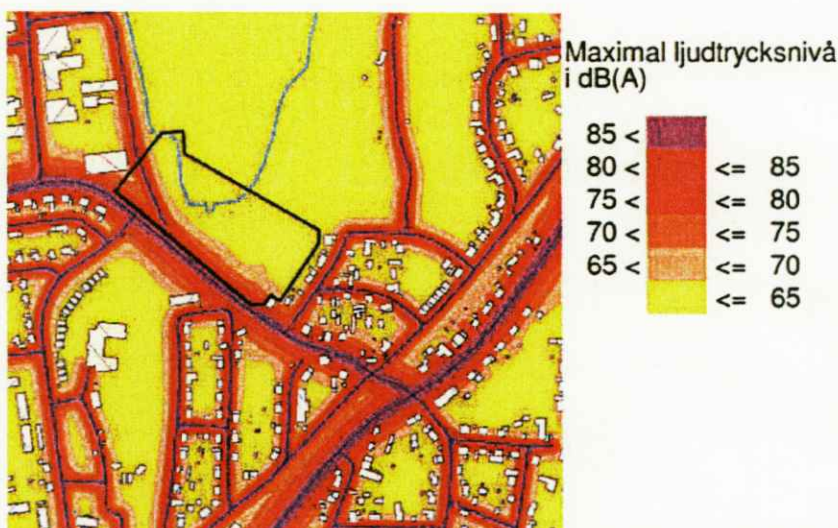 Maximal ljudtrycksnivå
i dB(A)
85 <
80 < <= 85
75 < <= 80
70 < <= 75
65 < <= 70
<= 65